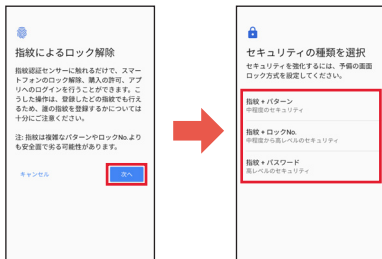 指紋によるロック解除
指紋認証センサーに触れるだけで、スマー
トフォンのロック解除、購入の許可、アプ
リへのログインを行うことができます。こ
うした操作は、登録したどの指紋でも行え
るため、誰の指紋を登録するかについては
十分にご注意ください。
注: 指紋は複雑なパターンやロックNo.より
も安全面で劣る可能性があります。
キャンセル
次へ
セキュリティの種類を選択
セキュリティを強化するには、予備の画面
ロック方式を設定してください。
指紋 + パターン
中程度のセキュリティ
指紋 + ロックNo.
中程度から高レベルのセキュリティ
指紋 + パスワード
高レベルのセキュリティ